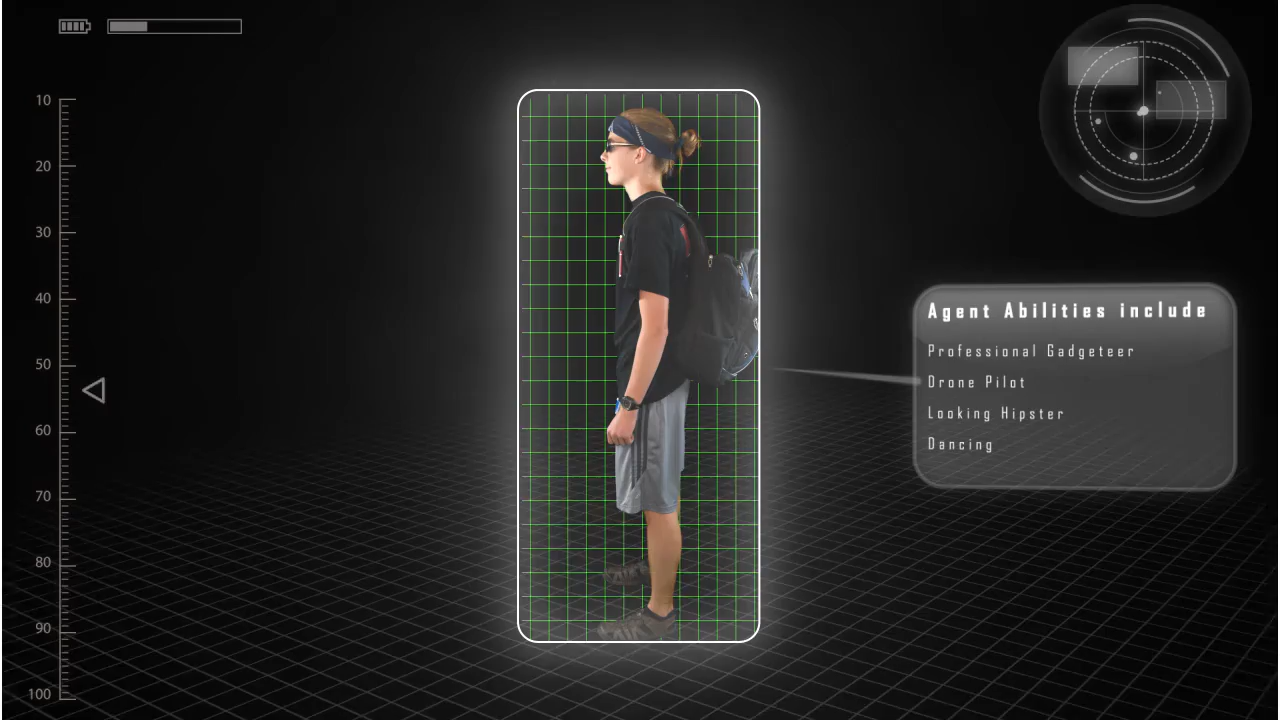 10
20
30
40
50
60
70
80
90
100
Agent Abilities include
Professional Gadgeteer
Drone Pilot
Looking Hipster
Dancing